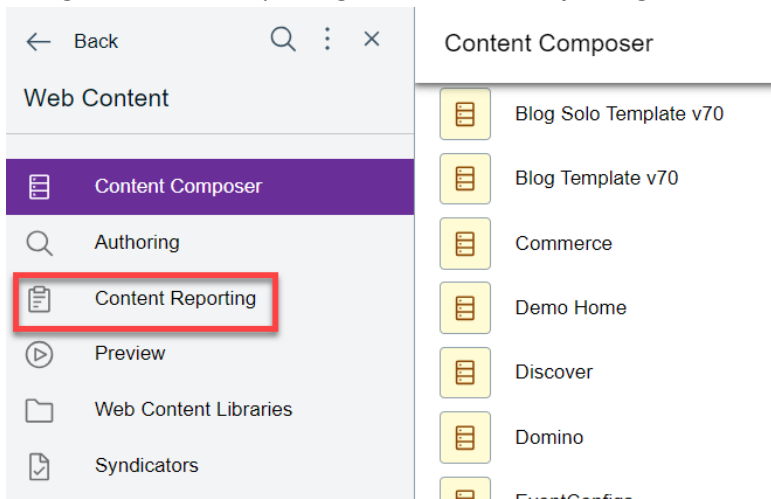 Back
Web Content
Content Composer
Authoring
Content Reporting
Preview
Web Content Libraries
Syndicators
Content Composer
Blog Solo Template v70
Blog Template v70
Commerce
Demo Home
Discover
Domino